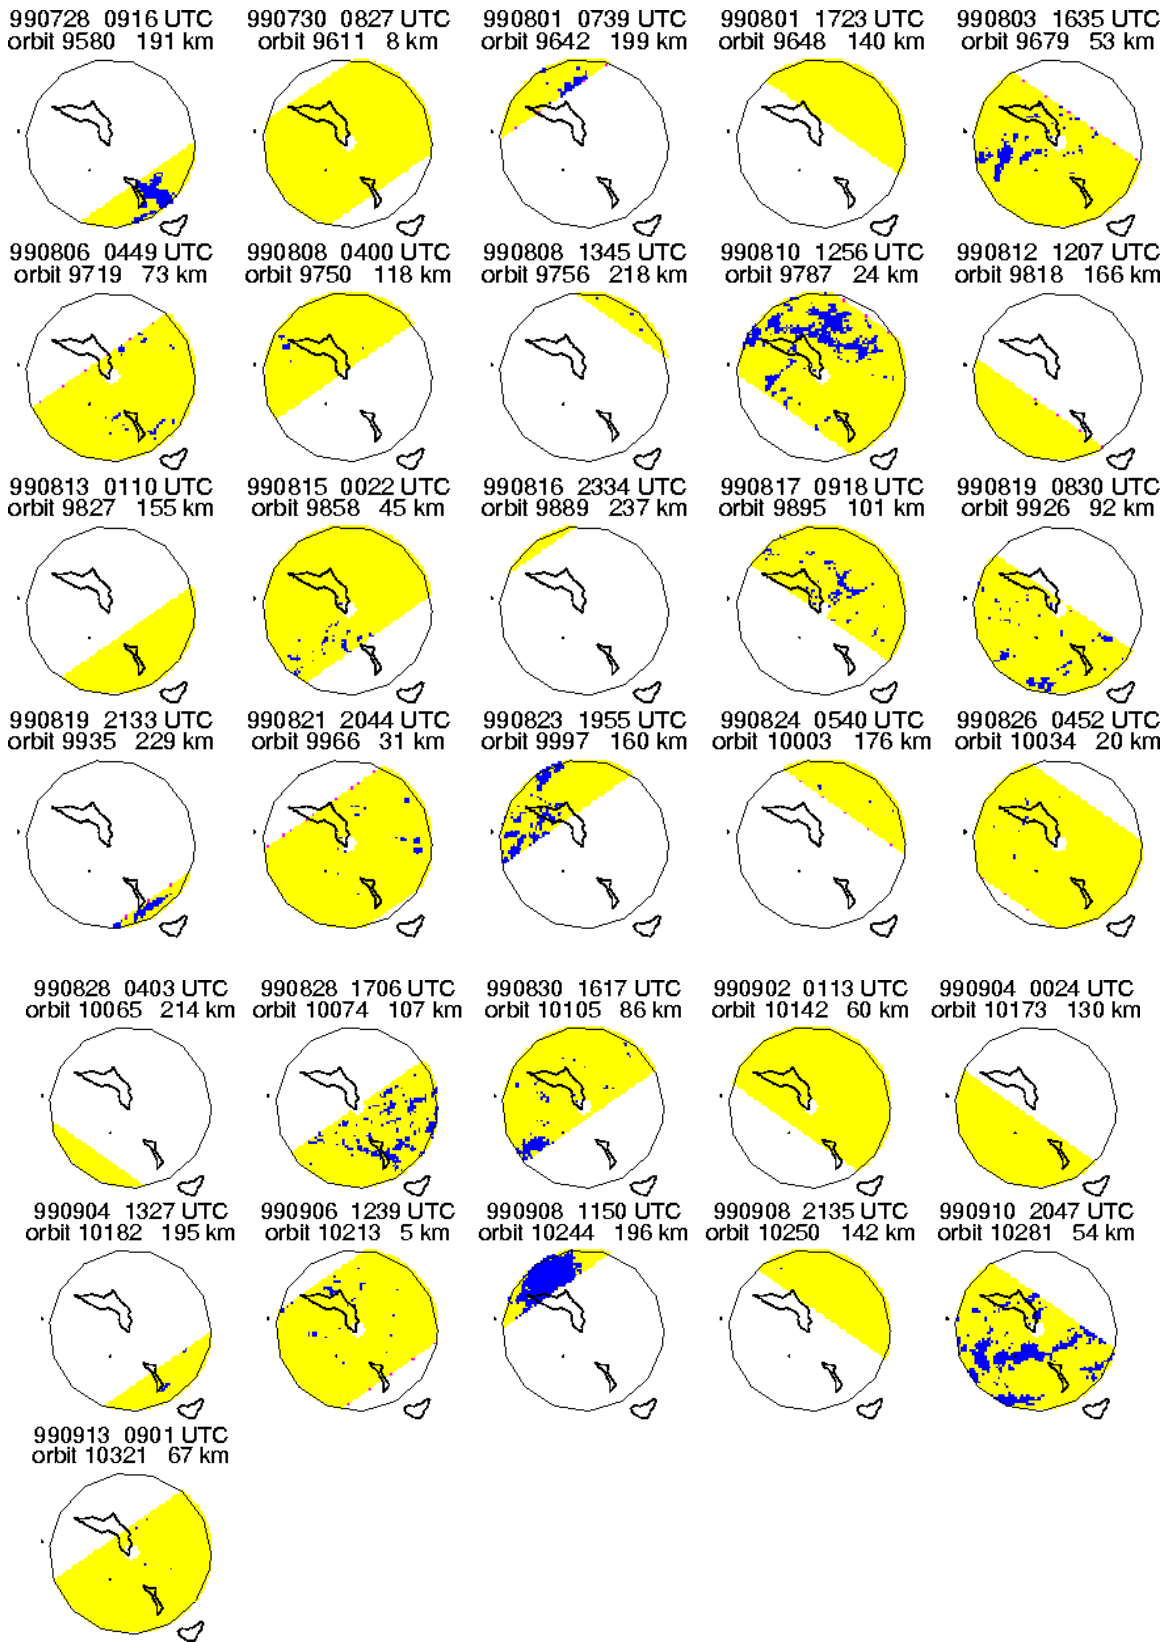 990728 0916 UTC
orbit 9580 191 km
990730 0827 UTC
orbit 9611 8 km
990801 0739 UTC
orbit 9642 199 km
990801 1723 UTC
orbit 9648 140 km
990803 1635 UTC
orbit 9679 53 km
990806 0449 UTC
orbit 9719 73 km
990808 0400 UTC
orbit 9750 118 km
990808 1345 UTC
orbit 9756 218 km
990810 1256 UTC
orbit 9787 24 km
990812 1207 UTC
orbit 9818 166 km
990813 0110 UTC
orbit 9827 155 km
990815 0022 UTC
orbit 9858 45 km
990816 2334 UTC
orbit 9889 237 km
990817 0918 UTC
orbit 9895 101 km
990819 0830 UTC
orbit 9926 92 km
990819 2133 UTC
orbit 9935 229 km
990821 2044 UTC
orbit 9966 31 km
990823 1955 UTC
orbit 9997 160 km
990824 0540 UTC
orbit 10003 176 km
990826 0452 UTC
orbit 10034 20 km
990828 0403 UTC
orbit 10065 214 km
990828 1706 UTC
orbit 10074 107 km
990830 1617 UTC
orbit 10105 86 km
990902 0113 UTC
orbit 10142 60 km
990904 0024 UTC
orbit 10173 130 km
990904 1327 UTC
orbit 10182 195 km
990906 1239 UTC
orbit 10213 5 km
990908 1150 UTC
orbit 10244 196 km
990908 2135 UTC
orbit 10250 142 km
990910 2047 UTC
orbit 10281 54 km
990913 0901 UTC
orbit 10321 67 km